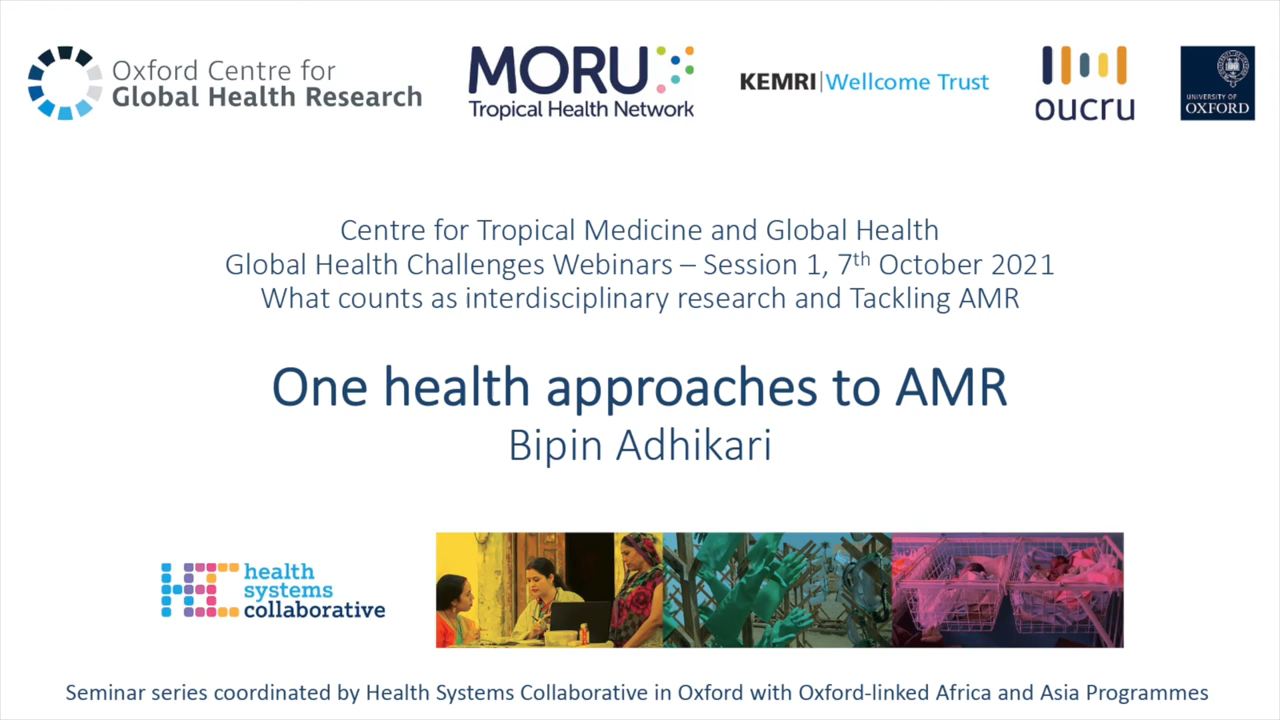 Oxford Centre for
Global Health Research
MORU
Tropical Health Network
KEMRI|Wellcome Trust
oucru
UNIVERSITY OF
OXFORD
Centre for Tropical Medicine and Global Health
Global Health Challenges Webinars – Session 1, 7th October 2021
What counts as interdisciplinary research and Tackling AMR
One health approaches to AMR
Bipin Adhikari
HSC health
systems
collaborative
Seminar series coordinated by Health Systems Collaborative in Oxford with Oxford-linked Africa and Asia Programmes